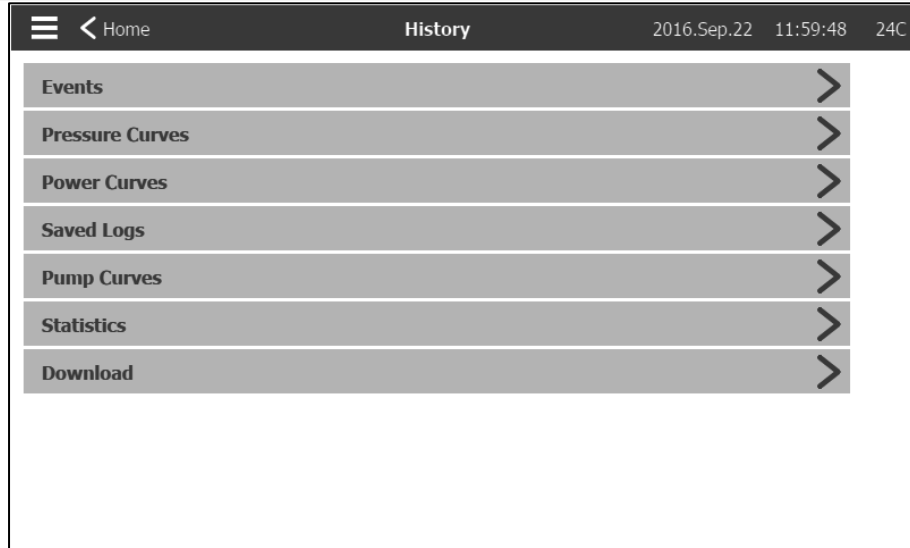 Home History 2016.Sep.22 11:59:48 24C
Events
Pressure Curves
Power Curves
Saved Logs
Pump Curves
Statistics
Download